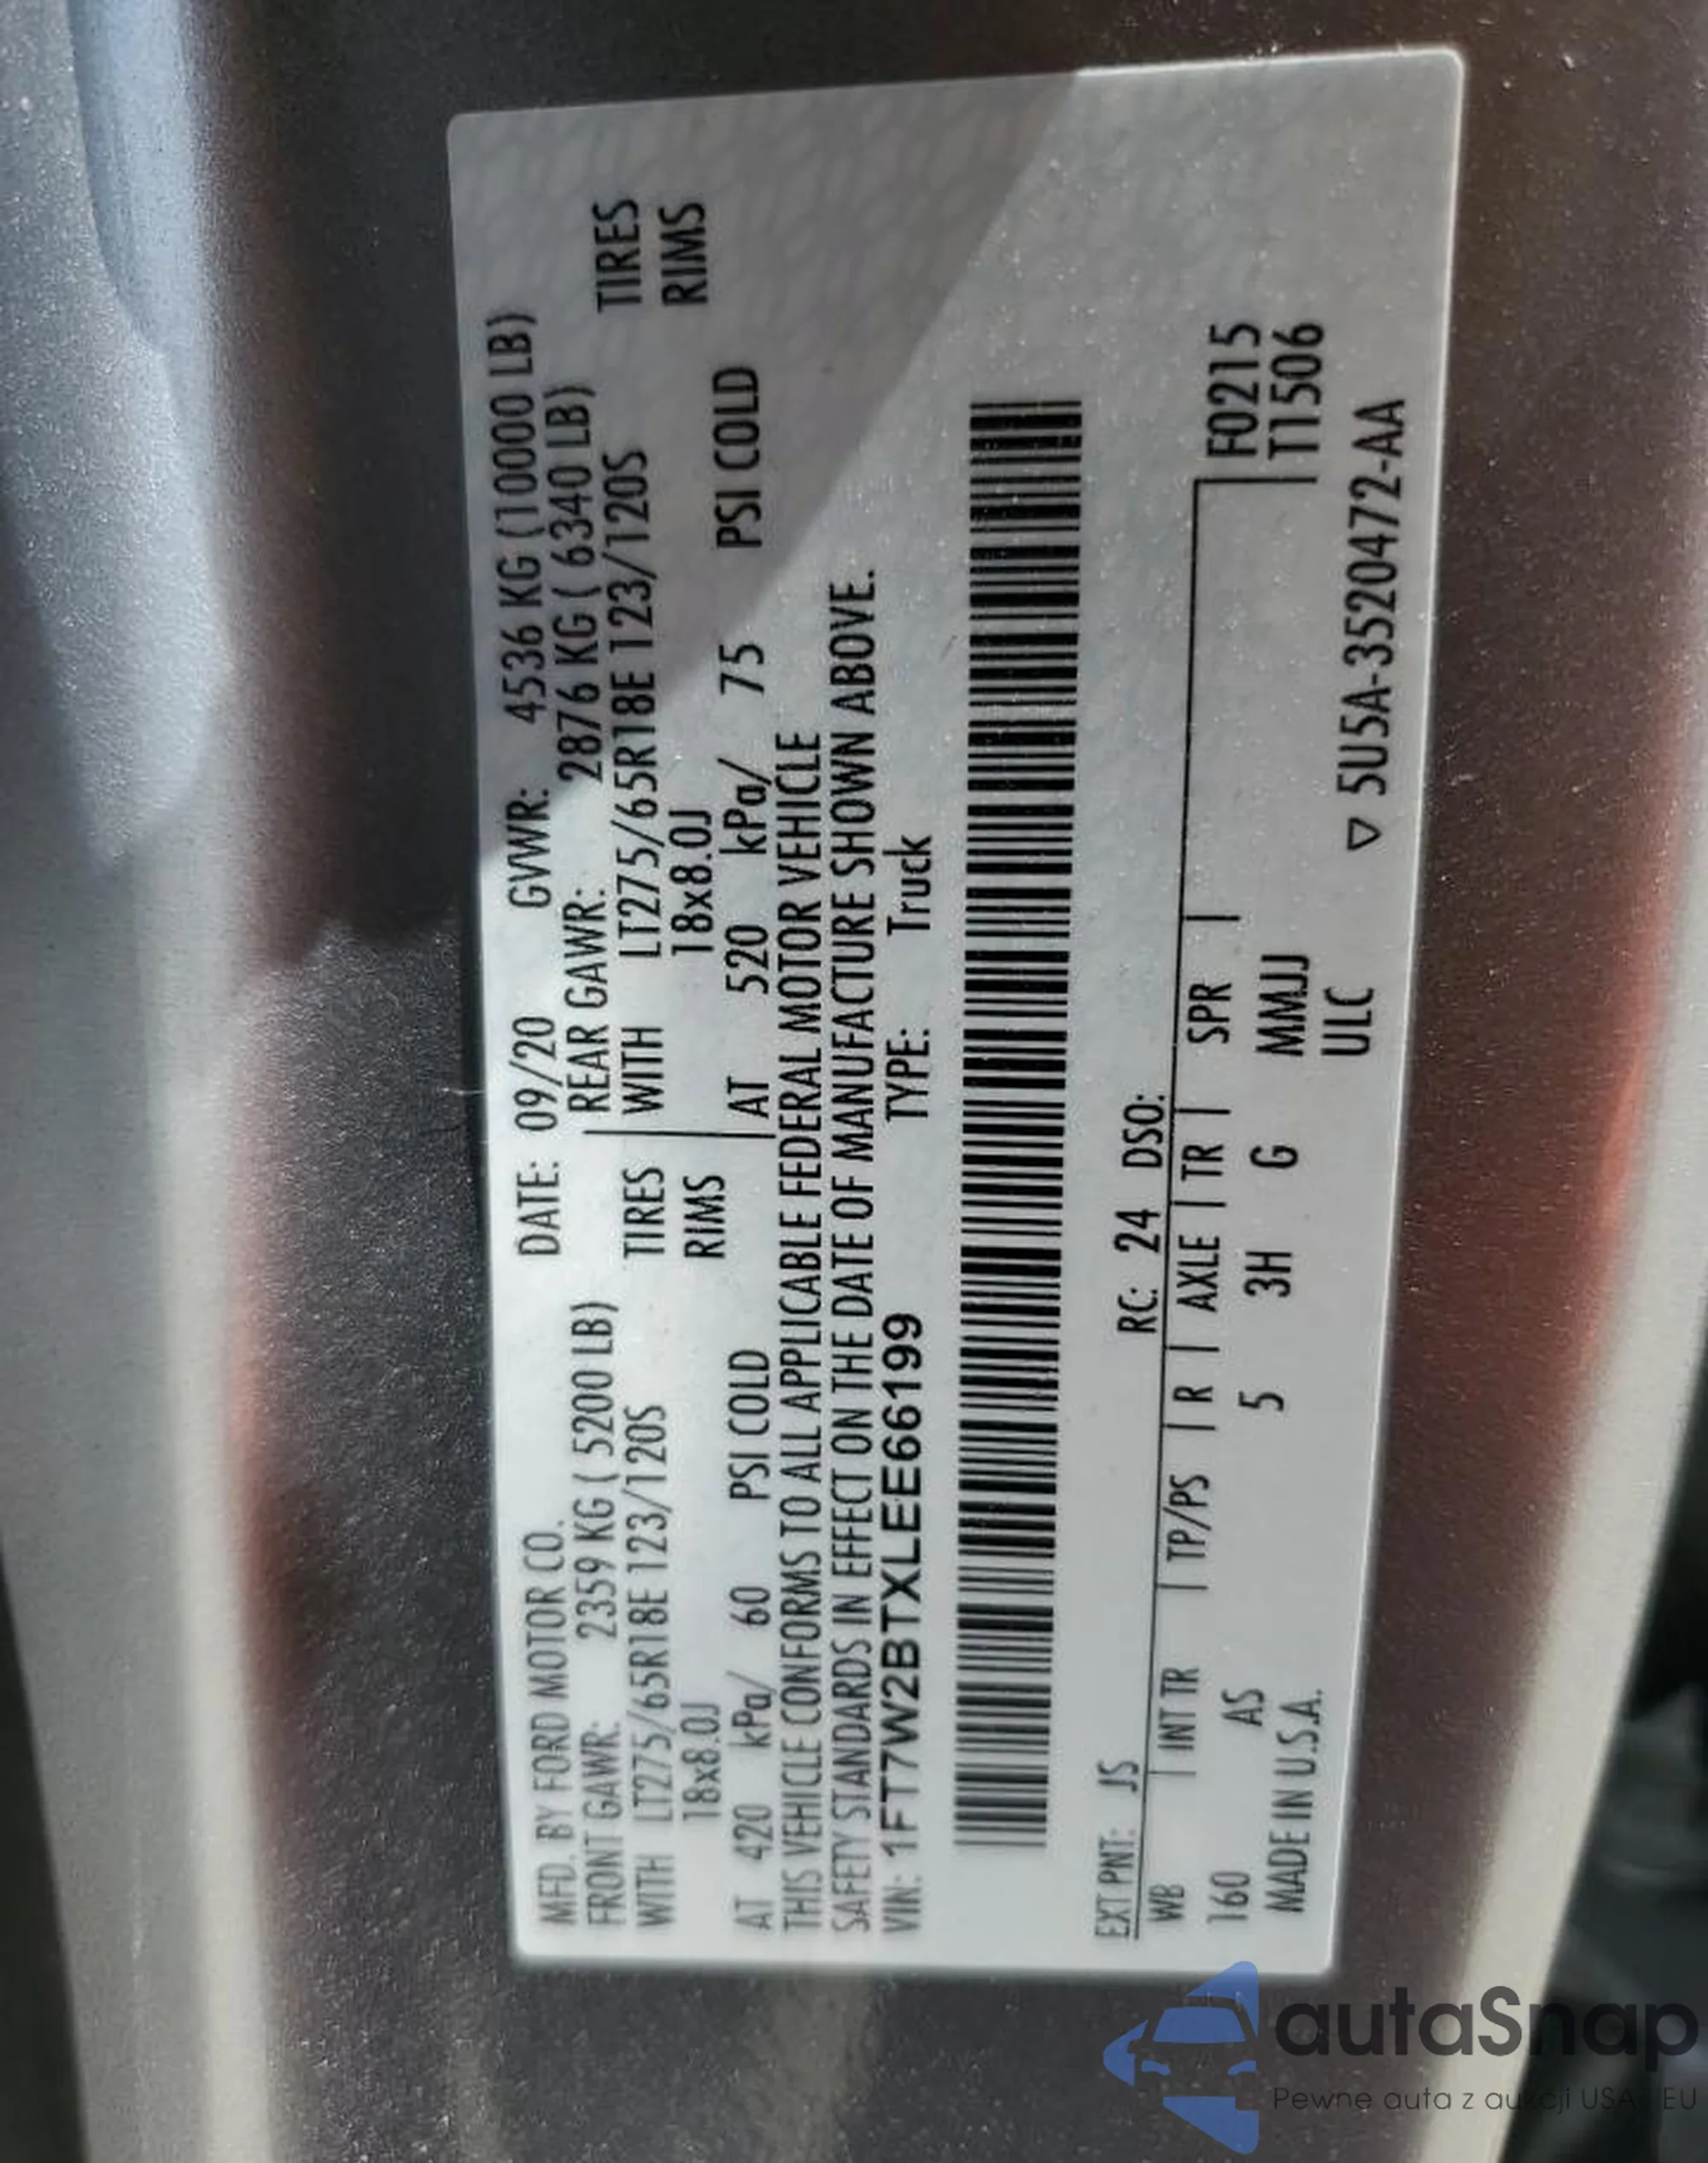 MFD. BY FORD MOTOR CO. DATE: 09/20 GVWR: 4536 KG (10000 LB)
FRONT GAWR: 2359 KG ( 5200 LB) REAR GAWR: 2876 KG ( 6340 LB)
WITH LT275/65R18E 123/120S TIRES WITH LT275/65R18E 123/120S TIRES
18x8.0J RIMS 18x8.0J RIMS
AT 420 kPa/ 60 PSI COLD AT 520 kPa/ 75 PSI COLD
THIS VEHICLE CONFORMS TO ALL APPLICABLE FEDERAL MOTOR VEHICLE
SAFETY STANDARDS IN EFFECT ON THE DATE OF MANUFACTURE SHOWN ABOVE.
VIN: 1FT7W2BTXLEE66199 TYPE: Truck
EXT PNT: JS RC: 24 DSO:
WB INT TR TP/PS R AXLE TR SPR F0215
160 AS 5 3H G MMJJ T1506
MADE IN U.S.A. ULC ▽ 5U5A-3520472-AA
autaSnap
Pewne auta z aukcji USA i EU